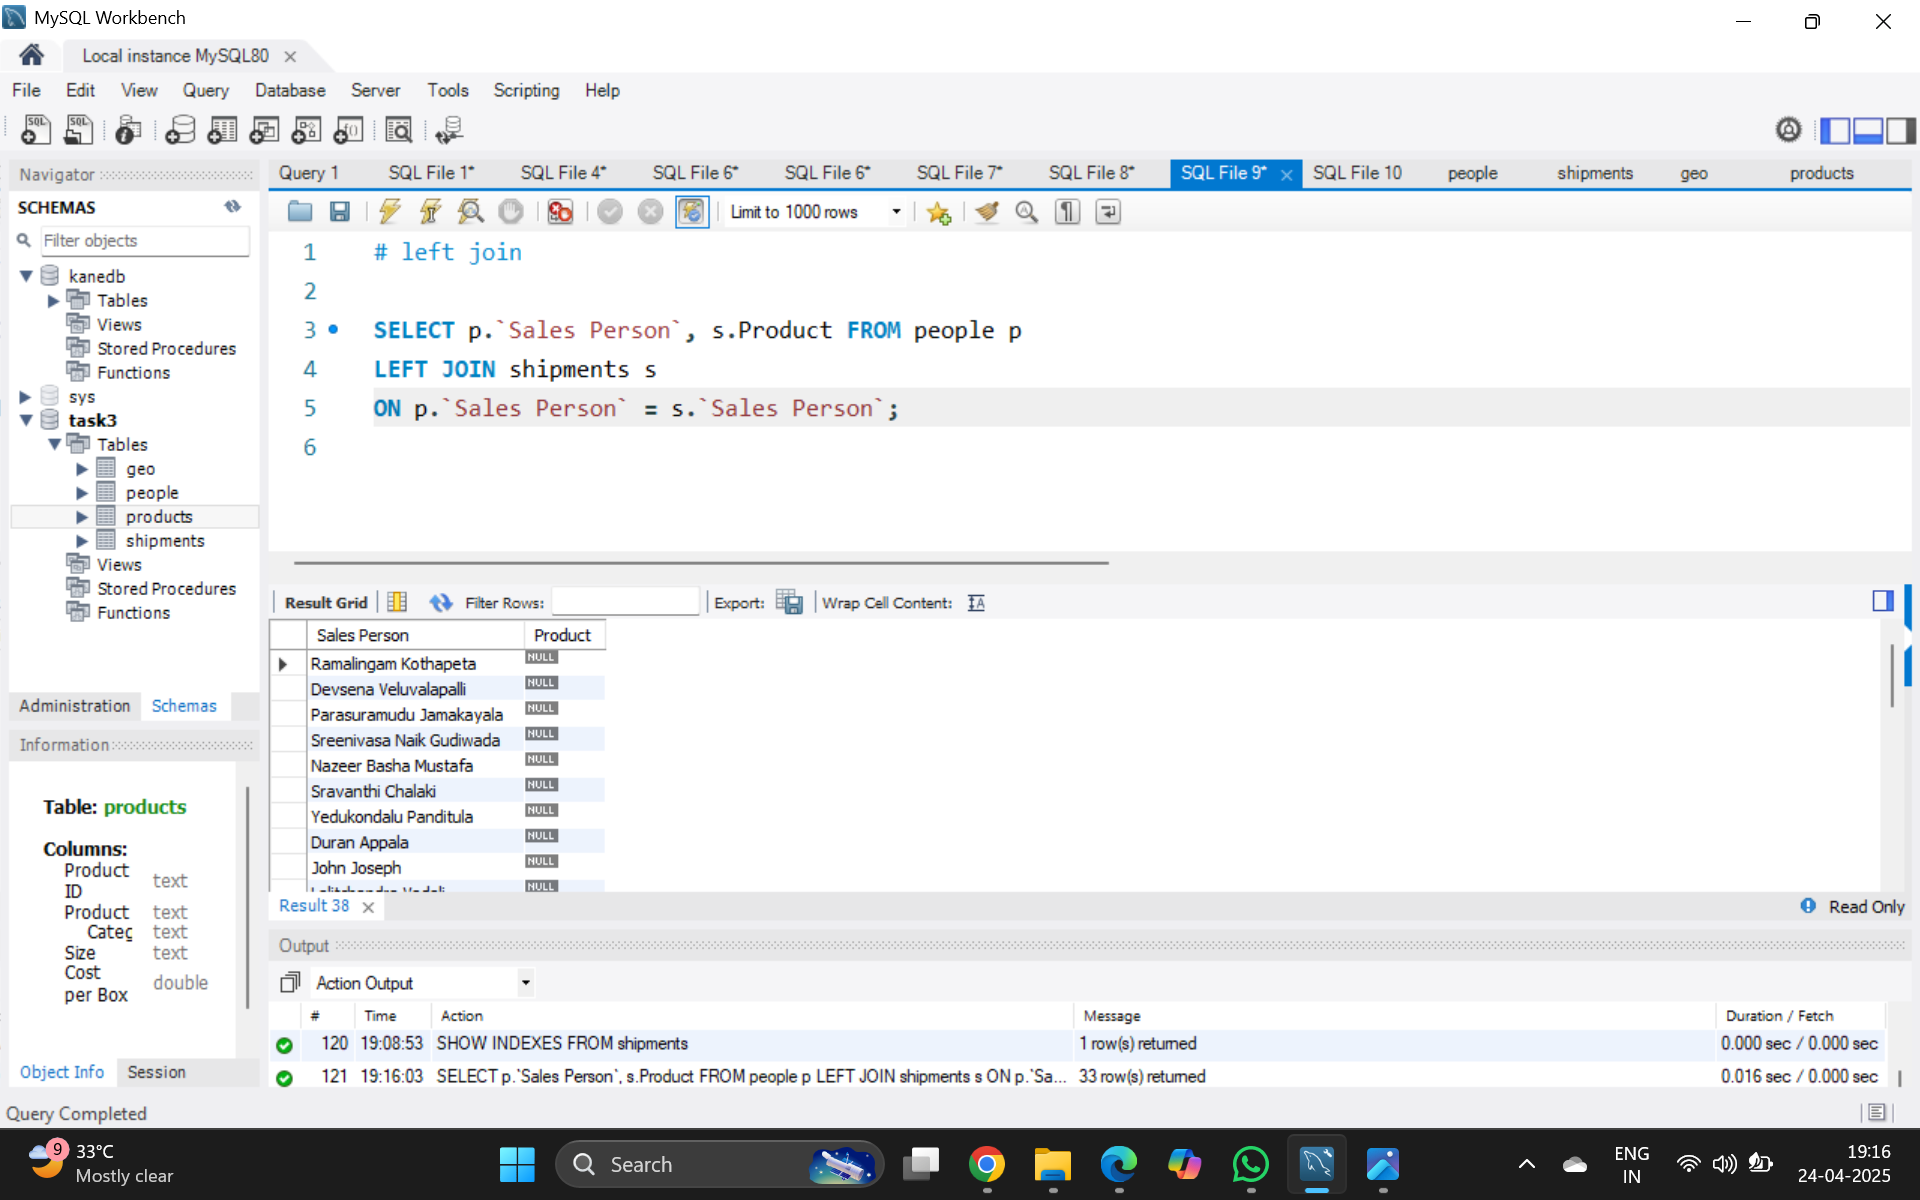 MySQL Workbench
Local instance MySQL80
File Edit View Query Database Server Tools Scripting Help
Navigator
SCHEMAS
Filter objects
kanedb
Tables
Views
Stored Procedures
Functions
sys
task3
Tables
geo
people
products
shipments
Views
Stored Procedures
Functions
Administration Schemas
Information
Table: products
Columns:
Product ID text
Product text
Categ text
Size text
Cost per Box double
Object Info Session
Query 1 SQL File 1* SQL File 4* SQL File 6* SQL File 6* SQL File 7* SQL File 8* SQL File 9* SQL File 10 people shipments geo products
Limit to 1000 rows
1 # left join
2
3 SELECT p.`Sales Person`, s.Product FROM people p
4 LEFT JOIN shipments s
5 ON p.`Sales Person` = s.`Sales Person`;
6
Result Grid Filter Rows: Export: Wrap Cell Content: IA
Sales Person Product
Ramalingam Kothapeta NULL
Devsena Veluvalapalli NULL
Parasuramudu Jamakayala NULL
Sreenivasa Naik Gudiwada NULL
Nazeer Basha Mustafa NULL
Sravanthi Chalaki NULL
Yedukondalu Panditula NULL
Duran Appala NULL
John Joseph NULL
NULL
Result 38 Read Only
Output
Action Output
# Time Action Message Duration / Fetch
120 19:08:53 SHOW INDEXES FROM shipments 1 row(s) returned 0.000 sec / 0.000 sec
121 19:16:03 SELECT p.`Sales Person`, s.Product FROM people p LEFT JOIN shipments s ON p.`Sa... 33 row(s) returned 0.016 sec / 0.000 sec
Query Completed
9 33°C
Mostly clear
Search
ENG
IN
19:16
24-04-2025